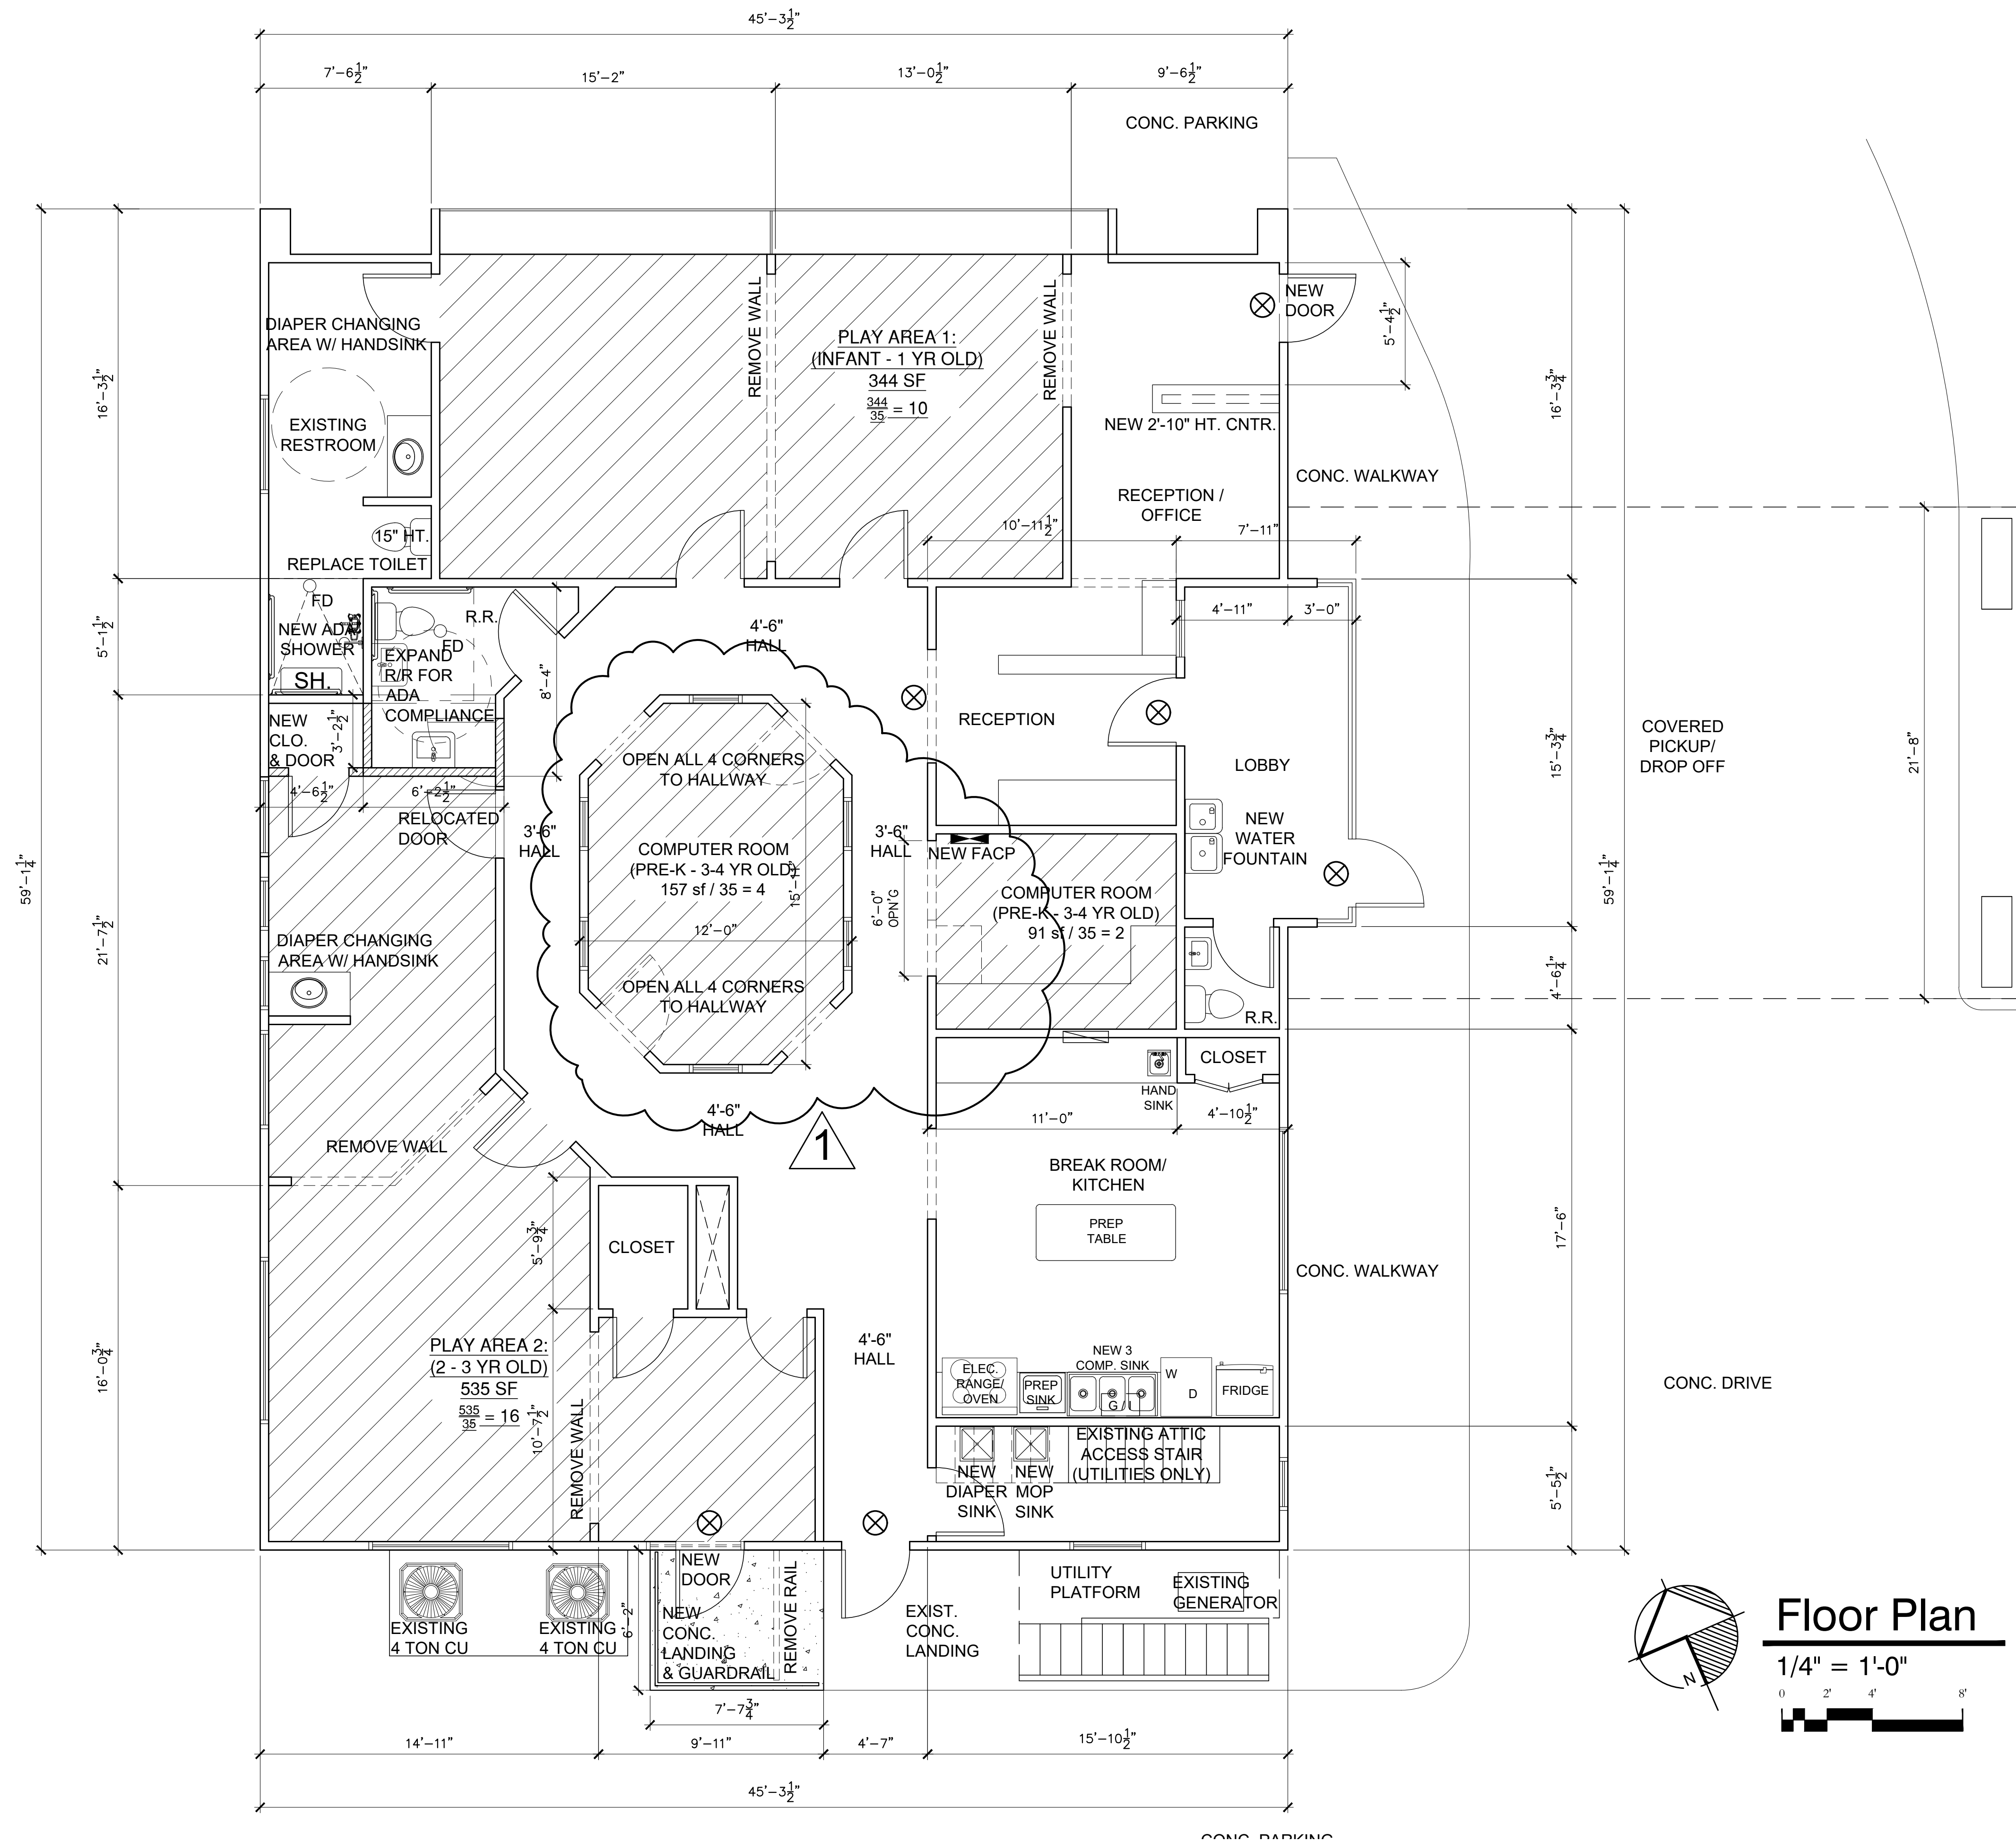 45'-3 1/2"
7'-6 1/2"
15'-2"
13'-0 1/2"
9'-6 1/2"
CONC. PARKING
NEW
DOOR
5'-4 1/2"
DIAPER CHANGING
AREA W/ HANDSINK
REMOVE WALL
PLAY AREA 1:
(INFANT - 1 YR OLD)
344 SF
344/35 = 10
REMOVE WALL
16'-3 1/2"
16'-3 3/4"
EXISTING
RESTROOM
NEW 2'-10" HT. CNTR.
CONC. WALKWAY
RECEPTION /
OFFICE
15" HT.
REPLACE TOILET
10'-11 1/2"
7'-11"
FD
NEW ADA
SHOWER
SH.
R.R.
FD
EXPAND
R/R FOR
ADA
COMPLIANCE
5'-1 1/2"
4'-6"
HALL
8'-4"
4'-11"
3'-0"
NEW
CLO.
& DOOR
3'-2 1/2"
RECEPTION
OPEN ALL 4 CORNERS
TO HALLWAY
LOBBY
15'-3 3/4"
COVERED
PICKUP/
DROP OFF
21'-8"
4'-6 1/2"
6'-2 1/2"
RELOCATED
DOOR
3'-6"
HALL
COMPUTER ROOM
(PRE-K - 3-4 YR OLD)
157 sf / 35 = 4
15'-11"
3'-6"
HALL
NEW FACP
NEW
WATER
FOUNTAIN
59'-1 1/4"
59'-1 1/4"
6'-0"
OPN'G
COMPUTER ROOM
(PRE-K - 3-4 YR OLD)
91 sf / 35 = 2
12'-0"
21'-7 1/2"
DIAPER CHANGING
AREA W/ HANDSINK
OPEN ALL 4 CORNERS
TO HALLWAY
4'-6 1/4"
R.R.
CLOSET
HAND
SINK
4'-6"
HALL
1
11'-0"
4'-10 1/2"
REMOVE WALL
BREAK ROOM/
KITCHEN
PREP
TABLE
17'-6"
5'-9 3/4"
CLOSET
CONC. WALKWAY
PLAY AREA 2:
(2 - 3 YR OLD)
535 SF
535/35 = 16
16'-0 3/4"
10'-7 1/2"
REMOVE WALL
4'-6"
HALL
ELEC.
RANGE/
OVEN
PREP
SINK
NEW 3
COMP. SINK
G / I
W
D
FRIDGE
CONC. DRIVE
NEW
DIAPER
SINK
NEW
MOP
SINK
EXISTING ATTIC
ACCESS STAIR
(UTILITIES ONLY)
5'-5 1/2"
EXISTING
4 TON CU
EXISTING
4 TON CU
6'-2"
NEW
DOOR
NEW
CONC.
LANDING
& GUARDRAIL
REMOVE RAIL
EXIST.
CONC.
LANDING
UTILITY
PLATFORM
EXISTING
GENERATOR
N
Floor Plan
1/4" = 1'-0"
0 2' 4' 8'
7'-7 3/4"
14'-11"
9'-11"
4'-7"
15'-10 1/2"
45'-3 1/2"
CONC. PARKING